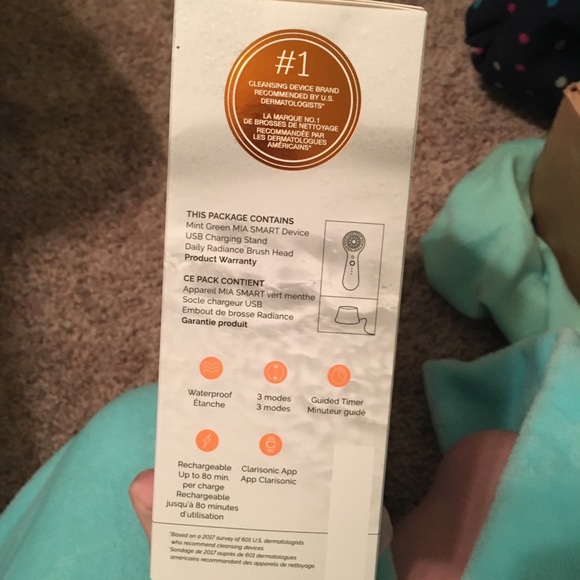 #1
CLEANSING DEVICE BRAND
RECOMMENDED BY U.S.
DERMATOLOGISTS*
LA MARQUE NO.1
DE BROSSES DE NETTOYAGE
RECOMMANDÉE PAR
LES DERMATOLOGUES
AMÉRICAINS*
THIS PACKAGE CONTAINS
Mint Green MIA SMART Device
USB Charging Stand
Daily Radiance Brush Head
Product Warranty
CE PACK CONTIENT
Appareil MIA SMART vert menthe
Socle chargeur USB
Embout de brosse Radiance
Garantie produit
Waterproof
Étanche
3 modes
3 modes
Guided Timer
Minuteur guidé
Rechargeable
Up to 80 min.
per charge
Rechargeable
jusqu'à 80 minutes
d'utilisation
Clarisonic App
App Clarisonic
*Based on a 2017 survey of 601 U.S. dermatologists
who recommend cleansing devices
*Sondage de 2017 auprès de 601 dermatologues
américains recommandant des appareils de nettoyage